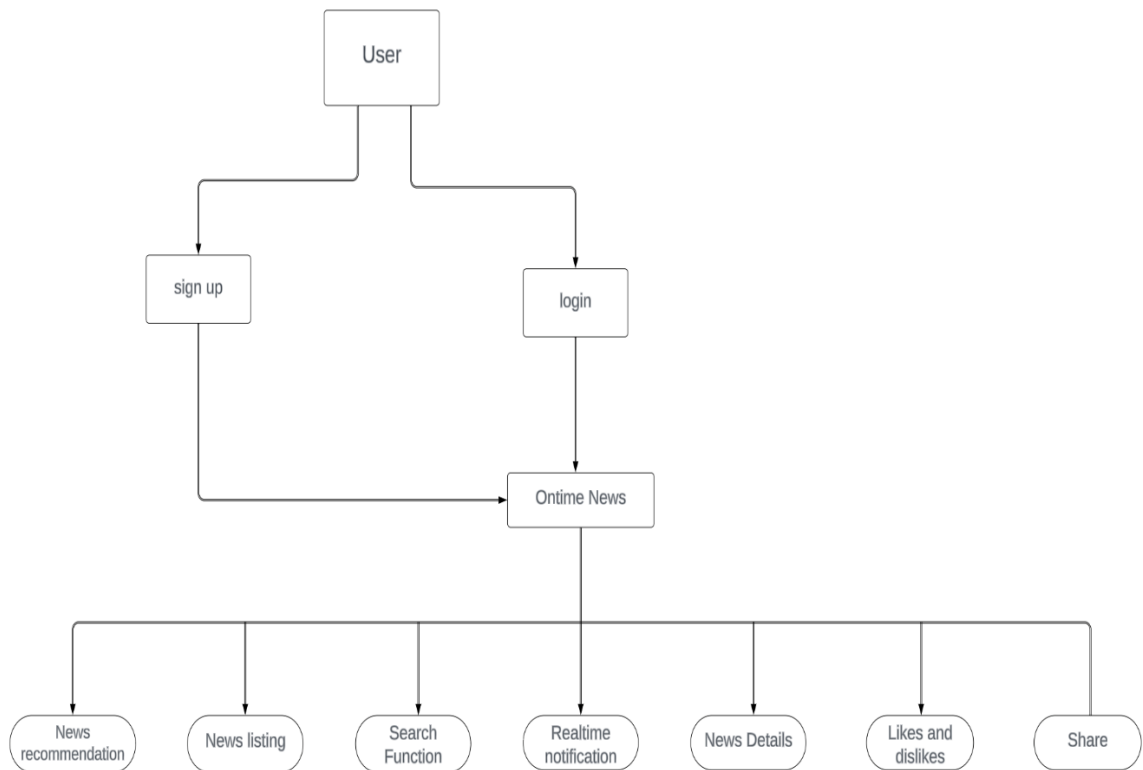 User
sign up
login
Ontime News
News
recommendation
News listing
Search
Function
Realtime
notification
News Details
Likes and
dislikes
Share